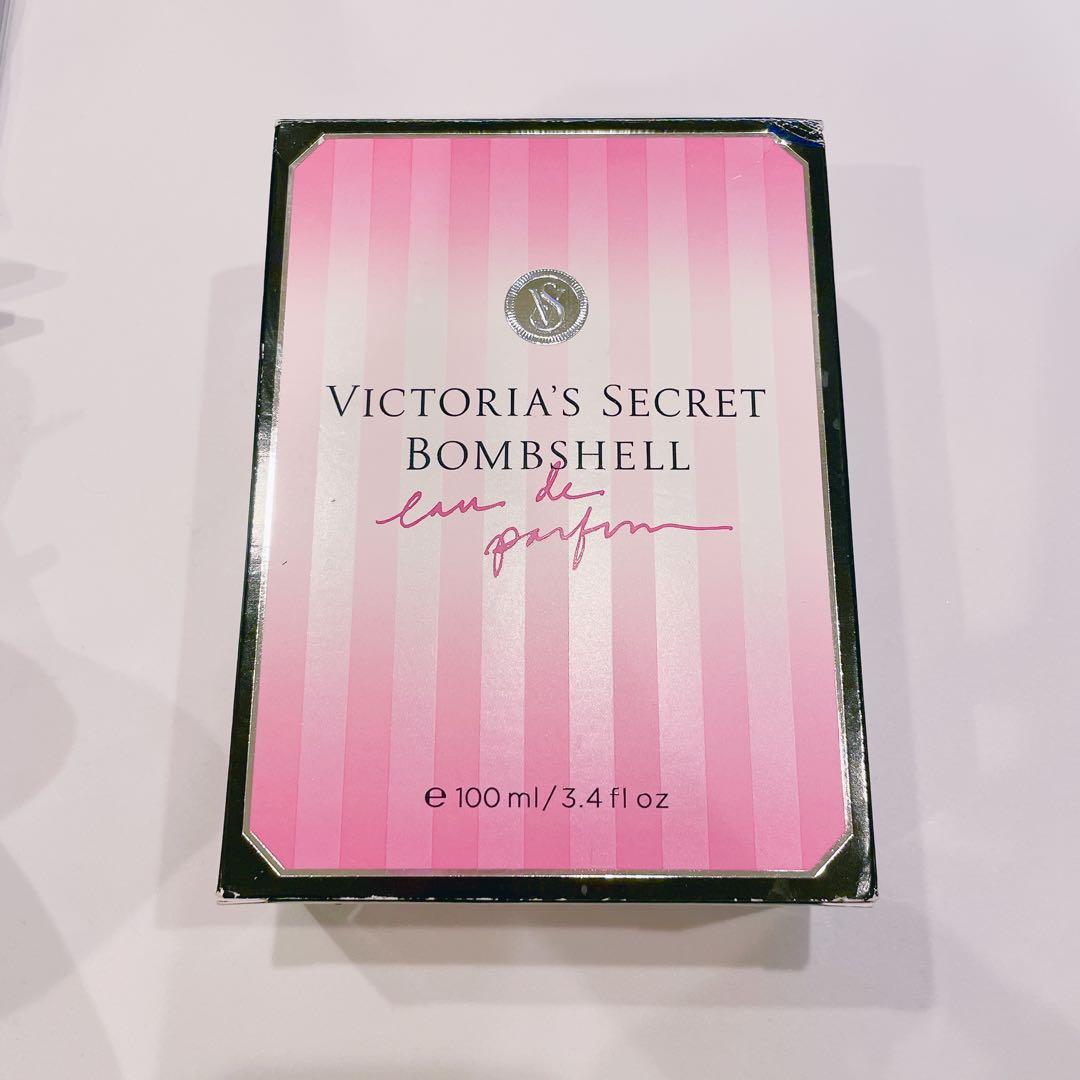 VS
VICTORIA'S SECRET
BOMBSHELL
eau de
parfum
e 100 ml/3.4 fl oz